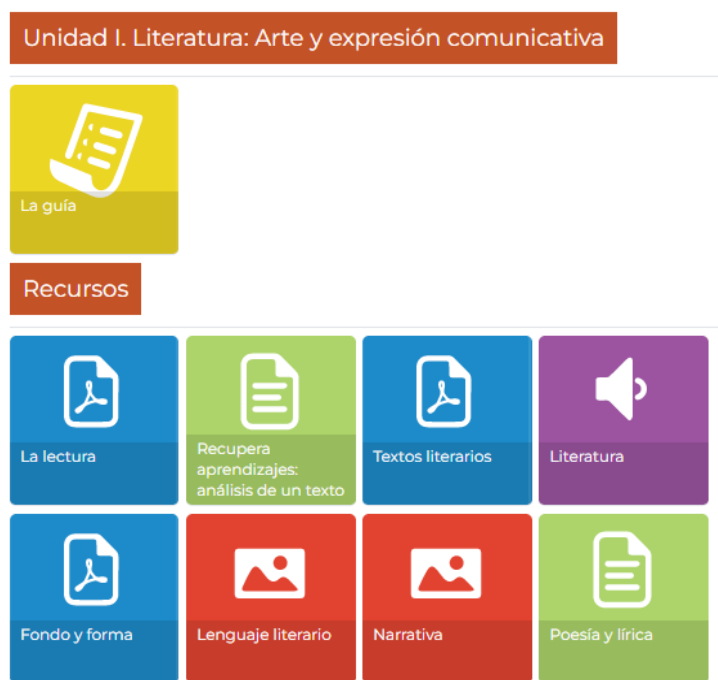 Unidad I. Literatura: Arte y expresión comunicativa
La guía
Recursos
La lectura
Recupera
aprendizajes:
análisis de un texto
Textos literarios
Literatura
Fondo y forma
Lenguaje literario
Narrativa
Poesía y lírica